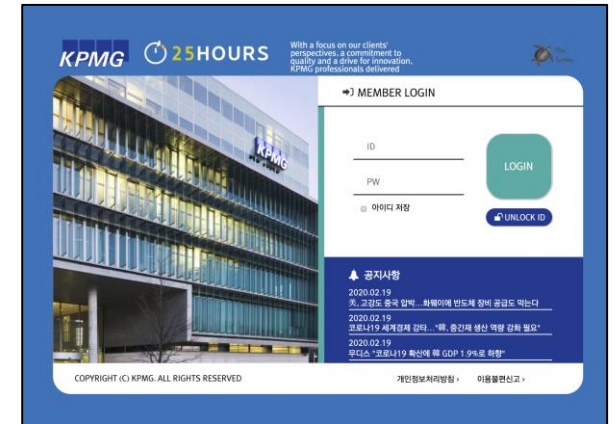 KPMG
25HOURS
With a focus on our clients'
perspectives, a commitment to
quality and a drive for innovation.
KPMG professionals delivered
MEMBER LOGIN
KPMG
ID
LOGIN
PW
아이디 저장
UNLOCK ID
공지사항
2020.02.19
美, 고강도 중국 압박…화웨이에 반도체 장비 공급도 막는다
2020.02.19
코로나19 세계경제 강타…"韓, 중간재 생산 역량 강화 필요"
2020.02.19
무디스 "코로나19 확산에 韓 GDP 1.9%로 하향"
COPYRIGHT (C) KPMG. ALL RIGHTS RESERVED
개인정보처리방침 ›
이용불편신고 ›